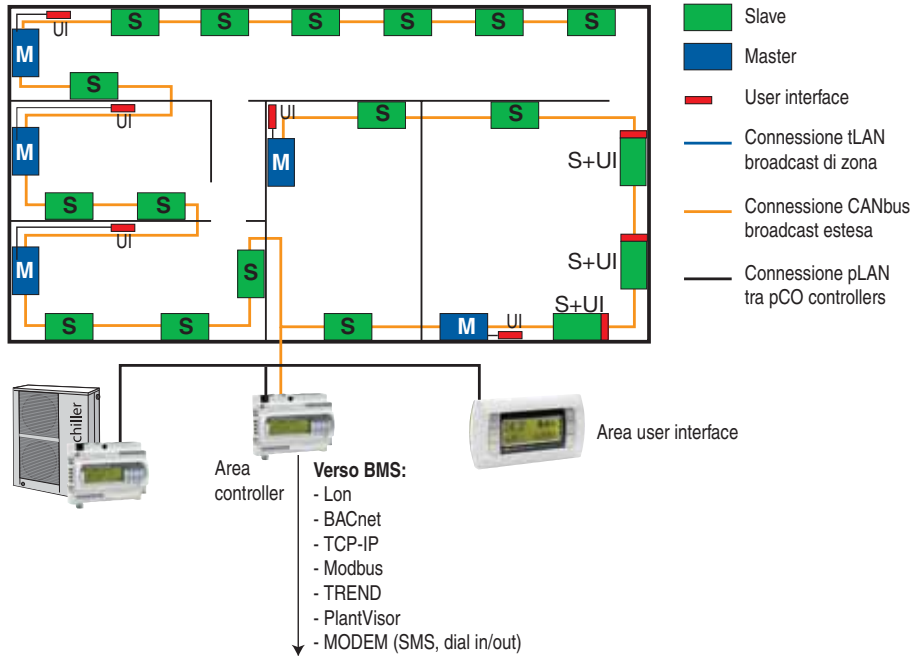 UI
S S S S S S
M
S
UI
M
S S
UI
M
S
S S
UI
M
S S
S+UI
S+UI
S+UI
S
M
UI
Slave
Master
User interface
Connessione tLAN
broadcast di zona
Connessione CANbus
broadcast estesa
Connessione pLAN
tra pCO controllers
chiller
Area
controller
Area user interface
Verso BMS:
- Lon
- BACnet
- TCP-IP
- Modbus
- TREND
- PlantVisor
- MODEM (SMS, dial in/out)